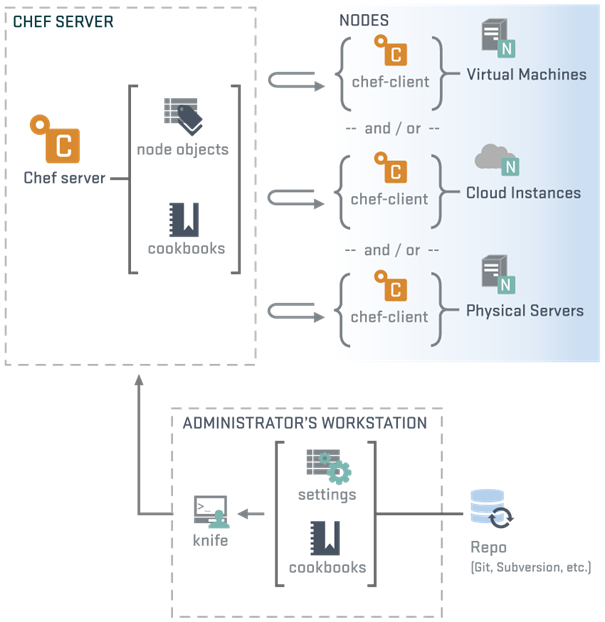 CHEF SERVER
Chef server
C
node objects
cookbooks
NODES
C
chef-client
N
Virtual Machines
-- and / or --
C
chef-client
N
Cloud Instances
-- and / or --
C
chef-client
N
Physical Servers
ADMINISTRATOR'S WORKSTATION
settings
>_
knife
cookbooks
Repo
(Git, Subversion, etc.)